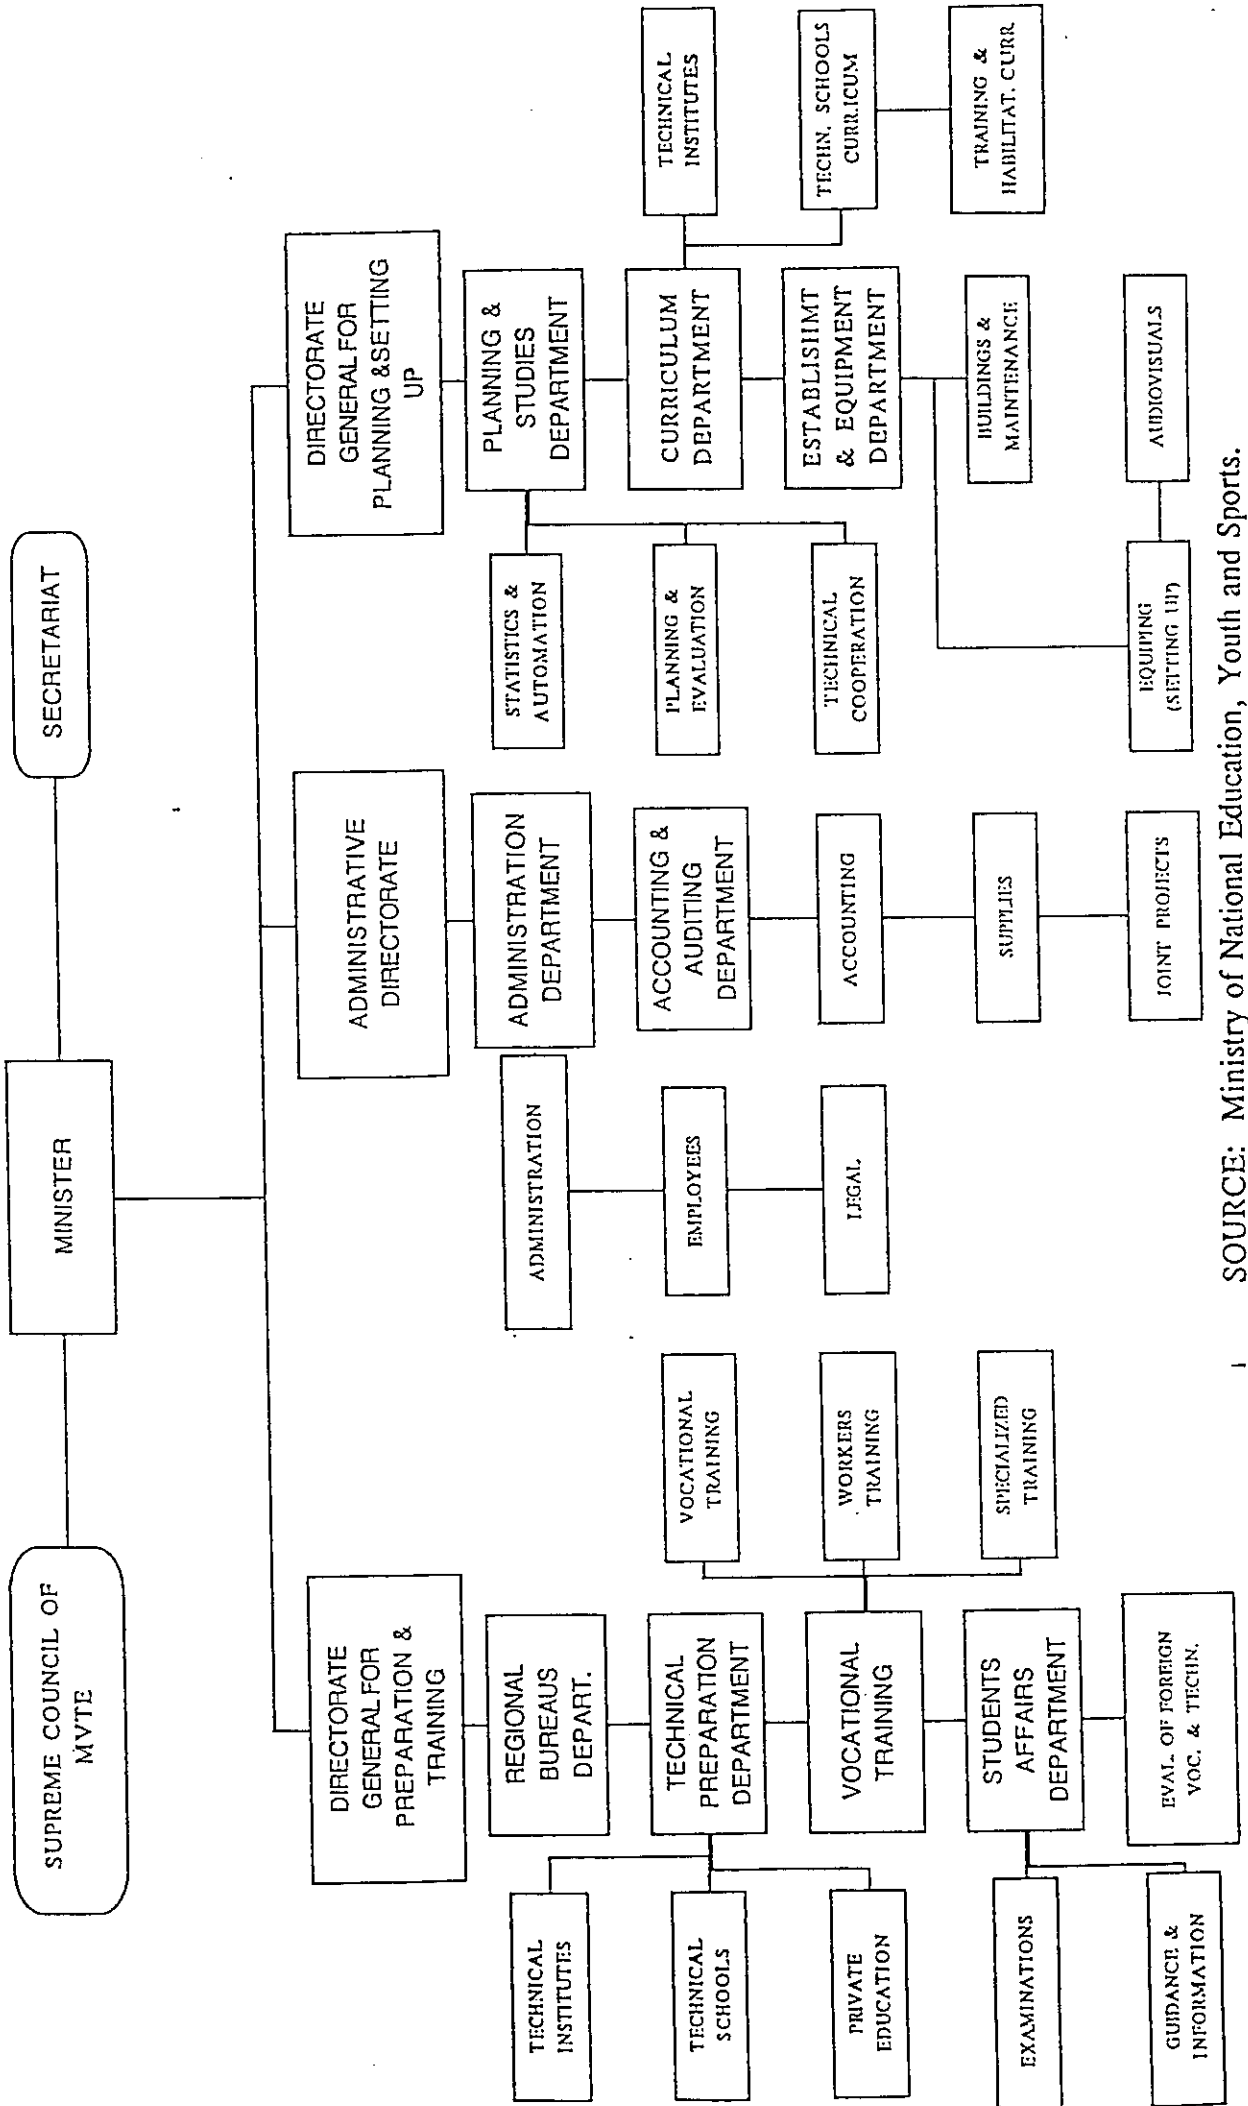 SUPREME COUNCIL OF
MVTE
MINISTER
SECRETARIAT
DIRECTORATE
GENERAL FOR
PREPARATION &
TRAINING
ADMINISTRATIVE
DIRECTORATE
DIRECTORATE
GENERAL FOR
PLANNING & SETTING
UP
REGIONAL
BUREAUS
DEPART.
ADMINISTRATION
DEPARTMENT
PLANNING &
STUDIES
DEPARTMENT
TECHNICAL
INSTITUTES
ADMINISTRATION
STATISTICS &
AUTOMATION
TECHNICAL
PREPARATION
DEPARTMENT
VOCATIONAL
TRAINING
ACCOUNTING &
AUDITING
DEPARTMENT
CURRICULUM
DEPARTMENT
TECHNICAL
INSTITUTES
TECHNICAL
SCHOOLS
EMPLOYEES
PLANNING &
EVALUATION
VOCATIONAL
TRAINING
WORKERS
TRAINING
ACCOUNTING
ESTABLISHMT
& EQUIPMENT
DEPARTMENT
TECHN. SCHOOLS
CURRICUM
PRIVATE
EDUCATION
LEGAL
TECHNICAL
COOPERATION
STUDENTS
AFFAIRS
DEPARTMENT
SPECIALIZED
TRAINING
SUPPLIES
BUILDINGS &
MAINTENANCE
TRAINING &
HABILITAT. CURR.
EXAMINATIONS
EVAL. OF FOREIGN
VOC. & TECHN.
JOINT PROJECTS
EQUIPING
(SETTING UP)
AUDIOVISUALS
GUIDANCE &
INFORMATION
SOURCE: Ministry of National Education, Youth and Sports.